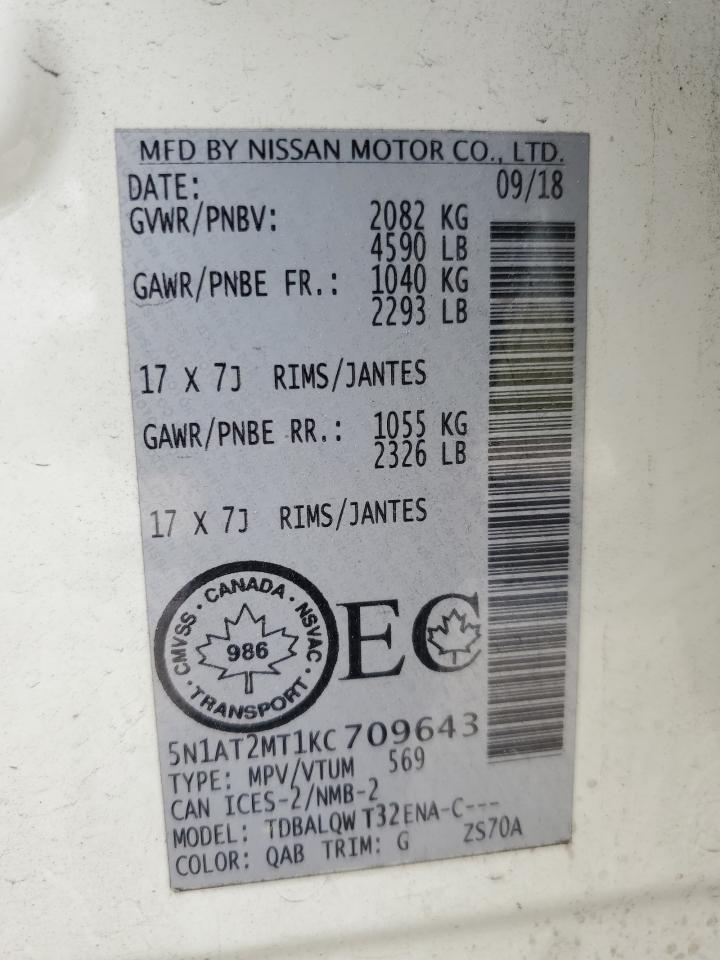 MFD BY NISSAN MOTOR CO., LTD.
DATE: 09/18
GVWR/PNBV: 2082 KG
4590 LB
GAWR/PNBE FR.: 1040 KG
2293 LB
17 X 7J RIMS/JANTES
GAWR/PNBE RR.: 1055 KG
2326 LB
17 X 7J RIMS/JANTES
CMVSS · CANADA · NSVAC · TRANSPORT ·
986
EC
5N1AT2MT1KC709643
TYPE: MPV/VTUM 569
CAN ICES-2/NMB-2
MODEL: TDBALQW T32ENA-C---
COLOR: QAB TRIM: G ZS70A